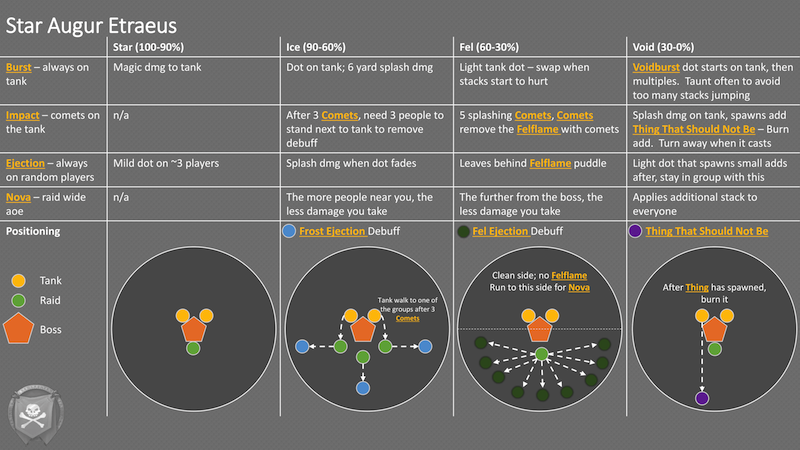 Star Augur Etraeus
Star (100-90%)
Ice (90-60%)
Fel (60-30%)
Void (30-0%)
Burst – always on
tank
Magic dmg to tank
Dot on tank; 6 yard splash dmg
Light tank dot – swap when
stacks start to hurt
Voidburst dot starts on tank, then
multiples. Taunt often to avoid
too many stacks jumping
Impact – comets on
the tank
n/a
After 3 Comets, need 3 people to
stand next to tank to remove
debuff
5 splashing Comets, Comets
remove the Felflame with comets
Splash dmg on tank, spawns add
Thing That Should Not Be – Burn
add. Turn away when it casts
Ejection – always
on random players
Mild dot on ~3 players
Splash dmg when dot fades
Leaves behind Felflame puddle
Light dot that spawns small adds
after, stay in group with this
Nova – raid wide
aoe
n/a
The more people near you, the
less damage you take
The further from the boss, the
less damage you take
Applies additional stack to
everyone
Positioning
Frost Ejection Debuff
Fel Ejection Debuff
Thing That Should Not Be
Tank
Raid
Boss
Tank walk to one of
the groups after 3
Comets
Clean side; no Felflame
Run to this side for Nova
After Thing has spawned,
burn it